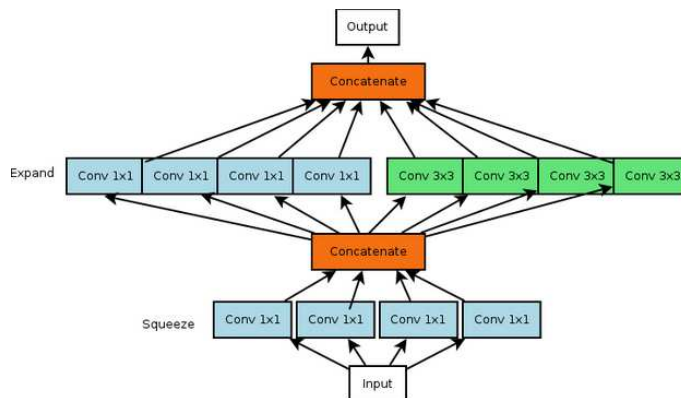 Output
Concatenate
Expand Conv 1x1 Conv 1x1 Conv 1x1 Conv 1x1 Conv 3x3 Conv 3x3 Conv 3x3 Conv 3x3
Concatenate
Squeeze Conv 1x1 Conv 1x1 Conv 1x1 Conv 1x1
Input